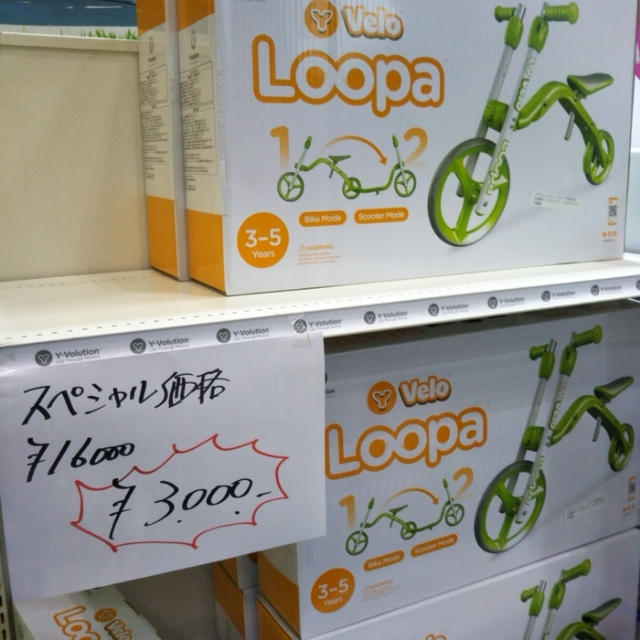 Velo
Loopa
1 2
Bike Mode Scooter Mode
3-5
Years
WARNING
Y-Volution Y-Volution Y-Volution Y-Volution Y-Volution Y-Volution Y-Volution
スペシャル価格
¥16000
¥3.000.-
Velo
Loopa
1 2
Bike Mode Scooter Mode
3-5
Years
Loopa